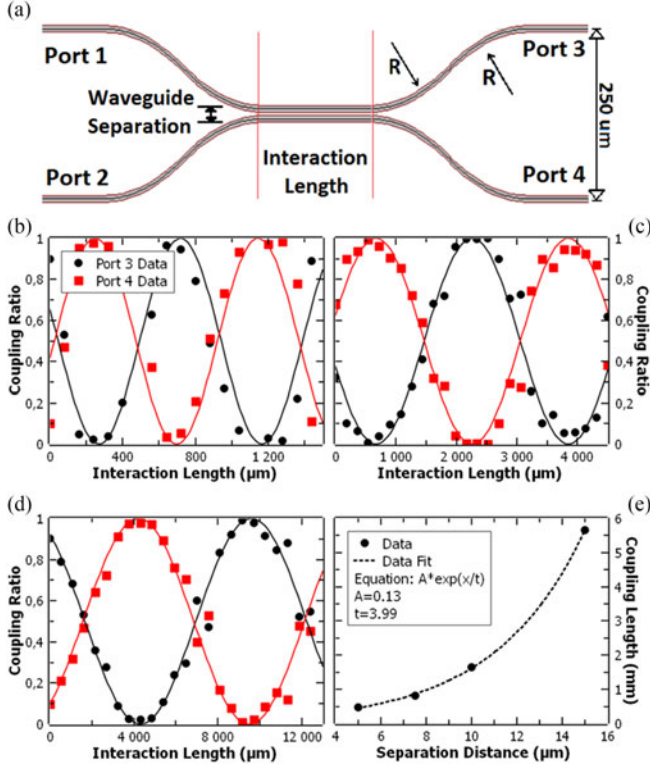 (a)
Port 1
Port 3
R
R
Waveguide
Separation
250 um
Port 2
Interaction
Length
Port 4
(b)
(c)
1
0,8
0,6
0,4
0,2
0
Coupling Ratio
Port 3 Data
Port 4 Data
0 400 800 1 200
Interaction Length (µm)
1
0,8
0,6
0,4
0,2
0
Coupling Ratio
0 1 000 2 000 3 000 4 000
Interaction Length (µm)
(d)
(e)
1
0,8
0,6
0,4
0,2
0
Coupling Ratio
0 4 000 8 000 12 000
Interaction Length (µm)
Data
Data Fit
Equation: A*exp(x/t)
A=0.13
t=3.99
6
5
4
3
2
1
0
Coupling Length (mm)
4 6 8 10 12 14 16
Separation Distance (µm)